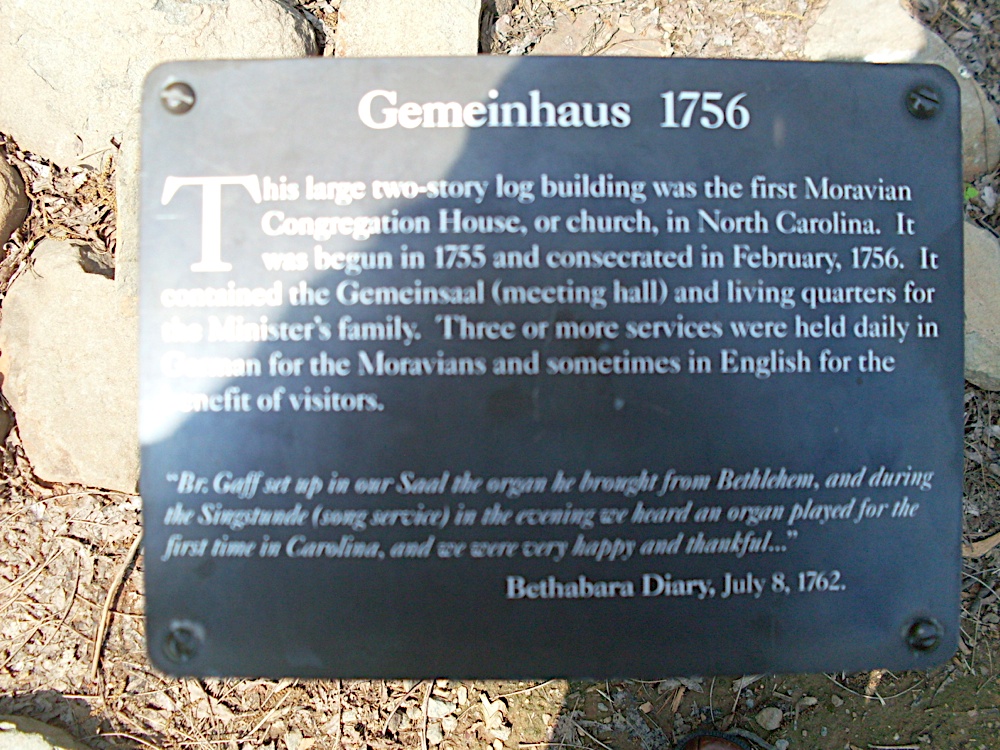 Gemeinhaus 1756
This large two-story log building was the first Moravian
Congregation House, or church, in North Carolina. It
was begun in 1755 and consecrated in February, 1756. It
contained the Gemeinsaal (meeting hall) and living quarters for
the Minister's family. Three or more services were held daily in
German for the Moravians and sometimes in English for the
benefit of visitors.
"Br. Gaff set up in our Saal the organ he brought from Bethlehem, and during
the Singstunde (song service) in the evening we heard an organ played for the
first time in Carolina, and we were very happy and thankful..."
Bethabara Diary, July 8, 1762.